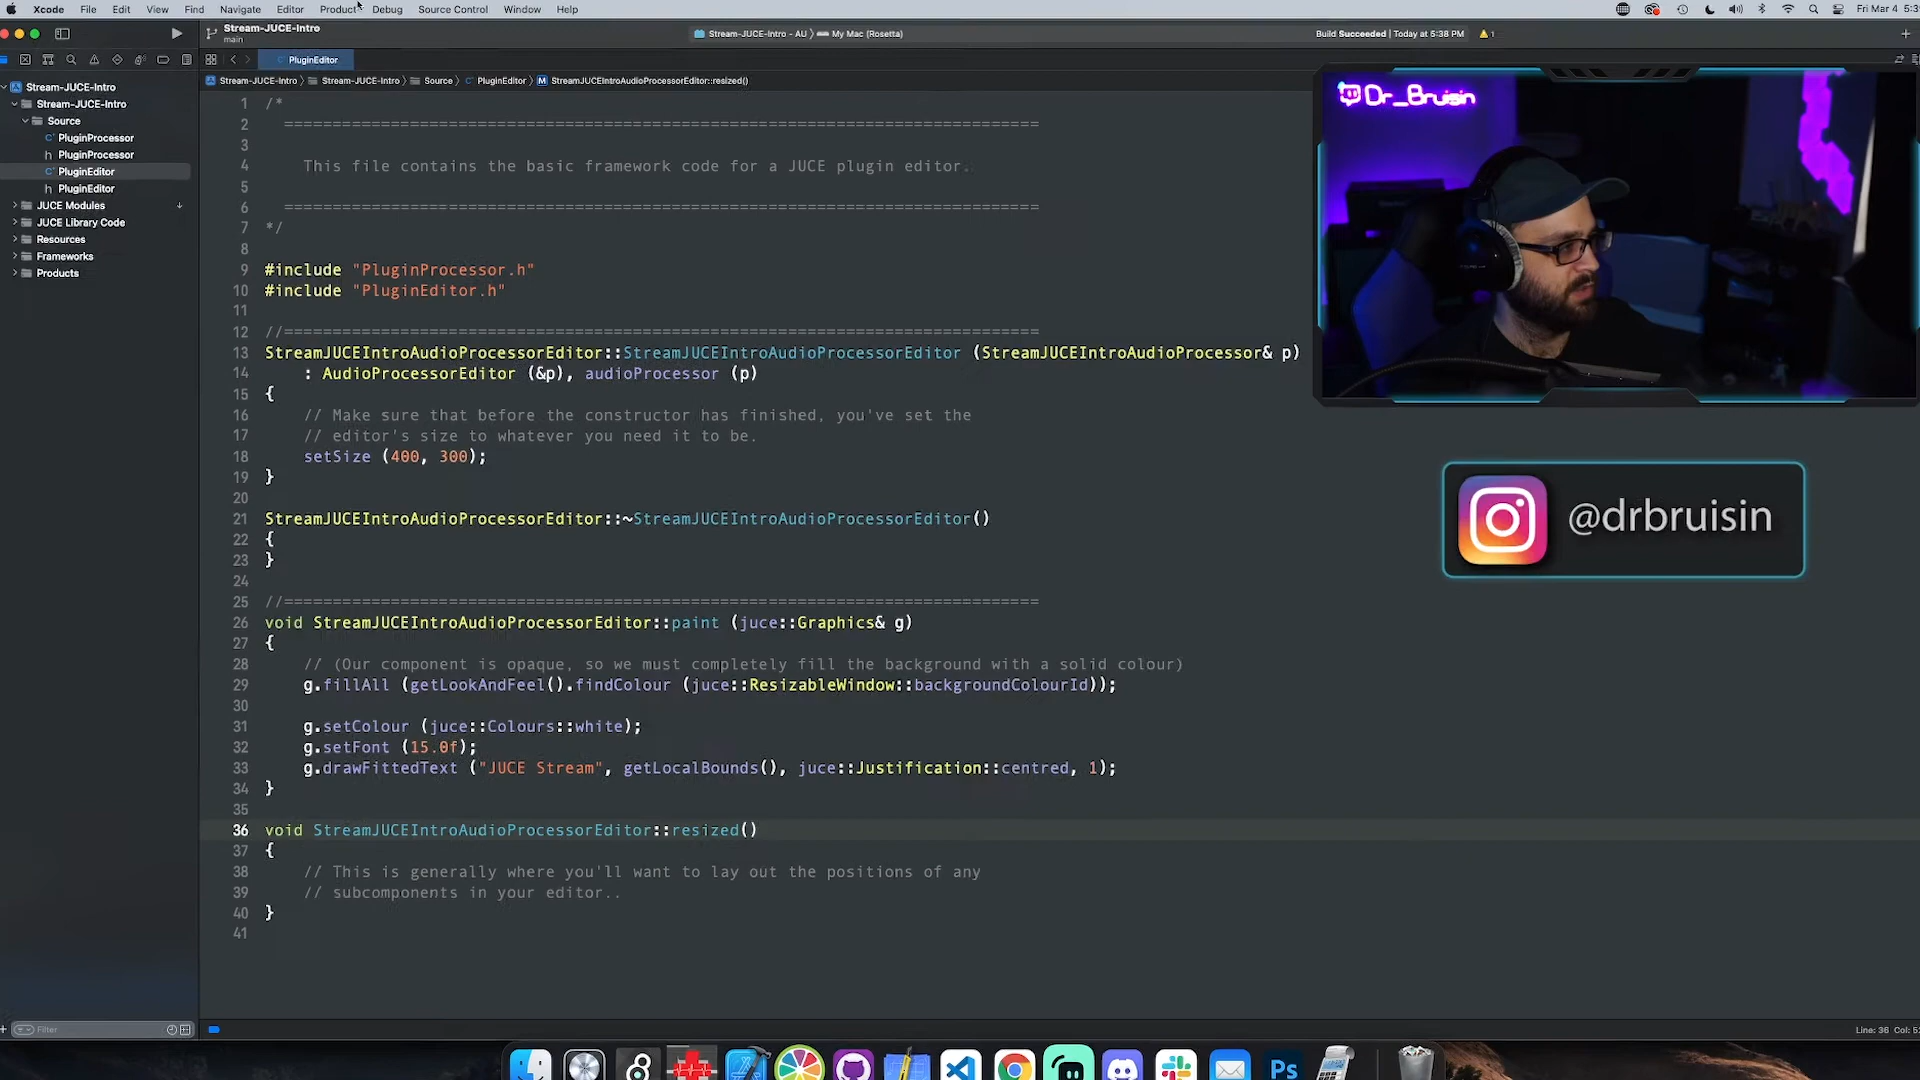 Xcode File Edit View Find Navigate Editor Product Debug Source Control Window Help
Fri Mar 4 5:3
Stream-JUCE-Intro
main
Stream-JUCE-Intro - AU
My Mac (Rosetta)
Build Succeeded | Today at 5:38 PM
1
PluginEditor
Stream-JUCE-Intro
Stream-JUCE-Intro
Source
PluginEditor
StreamJUCEIntroAudioProcessorEditor::resized()
Stream-JUCE-Intro
Stream-JUCE-Intro
Source
PluginProcessor
PluginProcessor
PluginEditor
PluginEditor
JUCE Modules
JUCE Library Code
Resources
Frameworks
Products
Filter
1 /*
2 ==============================================================================
3
4 This file contains the basic framework code for a JUCE plugin editor.
5
6 ==============================================================================
7 */
8
9 #include "PluginProcessor.h"
10 #include "PluginEditor.h"
11
12 //==============================================================================
13 StreamJUCEIntroAudioProcessorEditor::StreamJUCEIntroAudioProcessorEditor (StreamJUCEIntroAudioProcessor& p)
14 : AudioProcessorEditor (&p), audioProcessor (p)
15 {
16 // Make sure that before the constructor has finished, you've set the
17 // editor's size to whatever you need it to be.
18 setSize (400, 300);
19 }
20
21 StreamJUCEIntroAudioProcessorEditor::~StreamJUCEIntroAudioProcessorEditor()
22 {
23 }
24
25 //==============================================================================
26 void StreamJUCEIntroAudioProcessorEditor::paint (juce::Graphics& g)
27 {
28 // (Our component is opaque, so we must completely fill the background with a solid colour)
29 g.fillAll (getLookAndFeel().findColour (juce::ResizableWindow::backgroundColourId));
30
31 g.setColour (juce::Colours::white);
32 g.setFont (15.0f);
33 g.drawFittedText ("JUCE Stream", getLocalBounds(), juce::Justification::centred, 1);
34 }
35
36 void StreamJUCEIntroAudioProcessorEditor::resized()
37 {
38 // This is generally where you'll want to lay out the positions of any
39 // subcomponents in your editor..
40 }
41
Dr_Bruisin
@drbruisin
Line: 36 Col: 5
Ps